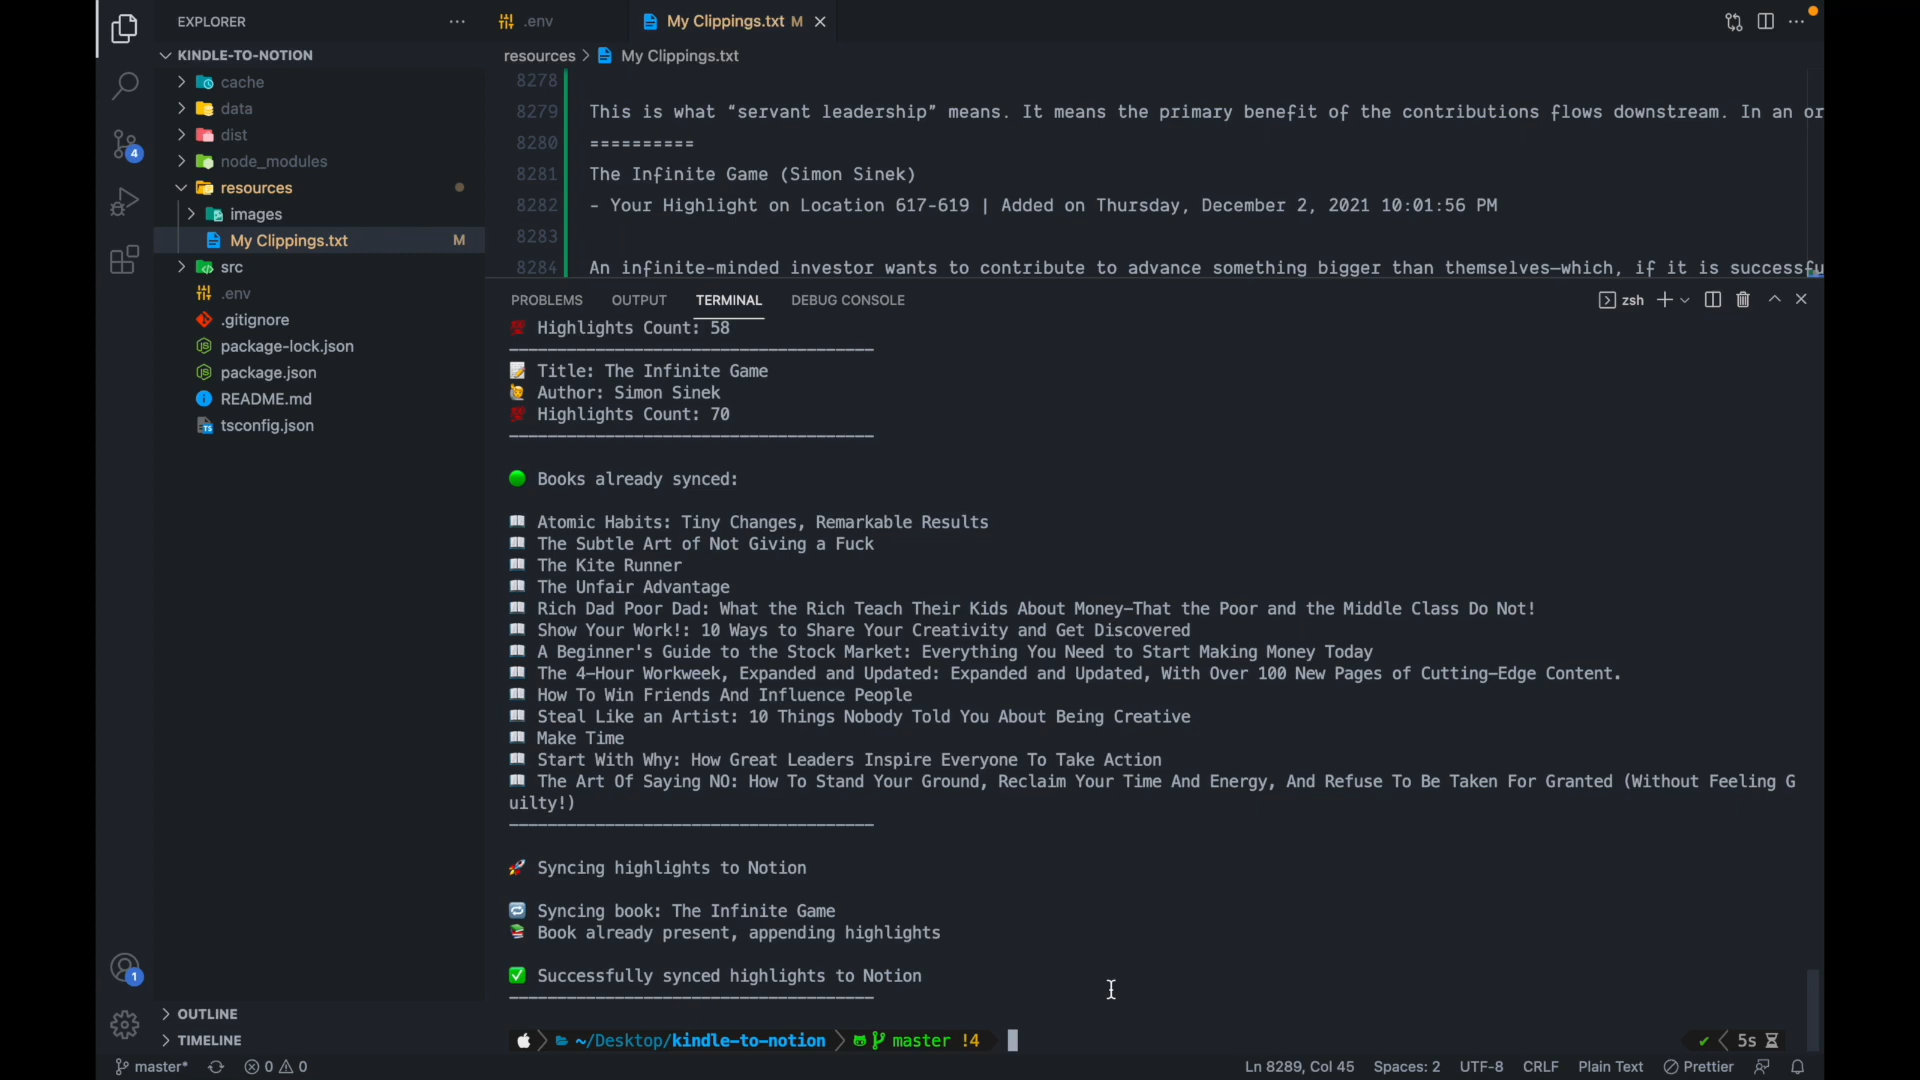 EXPLORER
KINDLE-TO-NOTION
cache
data
dist
node_modules
resources
images
My Clippings.txt M
src
.env
.gitignore
package-lock.json
package.json
README.md
tsconfig.json
OUTLINE
TIMELINE
4
1
.env
My Clippings.txt M
resources > My Clippings.txt
8278
8279 This is what “servant leadership” means. It means the primary benefit of the contributions flows downstream. In an or
8280 ==========
8281 The Infinite Game (Simon Sinek)
8282 - Your Highlight on Location 617-619 | Added on Thursday, December 2, 2021 10:01:56 PM
8283
8284 An infinite-minded investor wants to contribute to advance something bigger than themselves—which, if it is successfu
PROBLEMS OUTPUT TERMINAL DEBUG CONSOLE
zsh
💯 Highlights Count: 58
📝 Title: The Infinite Game
🙋 Author: Simon Sinek
💯 Highlights Count: 70
🟢 Books already synced:
📖 Atomic Habits: Tiny Changes, Remarkable Results
📖 The Subtle Art of Not Giving a Fuck
📖 The Kite Runner
📖 The Unfair Advantage
📖 Rich Dad Poor Dad: What the Rich Teach Their Kids About Money—That the Poor and the Middle Class Do Not!
📖 Show Your Work!: 10 Ways to Share Your Creativity and Get Discovered
📖 A Beginner's Guide to the Stock Market: Everything You Need to Start Making Money Today
📖 The 4-Hour Workweek, Expanded and Updated: Expanded and Updated, With Over 100 New Pages of Cutting-Edge Content.
📖 How To Win Friends And Influence People
📖 Steal Like an Artist: 10 Things Nobody Told You About Being Creative
📖 Make Time
📖 Start With Why: How Great Leaders Inspire Everyone To Take Action
📖 The Art Of Saying NO: How To Stand Your Ground, Reclaim Your Time And Energy, And Refuse To Be Taken For Granted (Without Feeling G
uilty!)
🚀 Syncing highlights to Notion
🔁 Syncing book: The Infinite Game
📚 Book already present, appending highlights
✅ Successfully synced highlights to Notion
~/Desktop/kindle-to-notion master !4
✔ 5s
master* 0 0
Ln 8289, Col 45 Spaces: 2 UTF-8 CRLF Plain Text Prettier